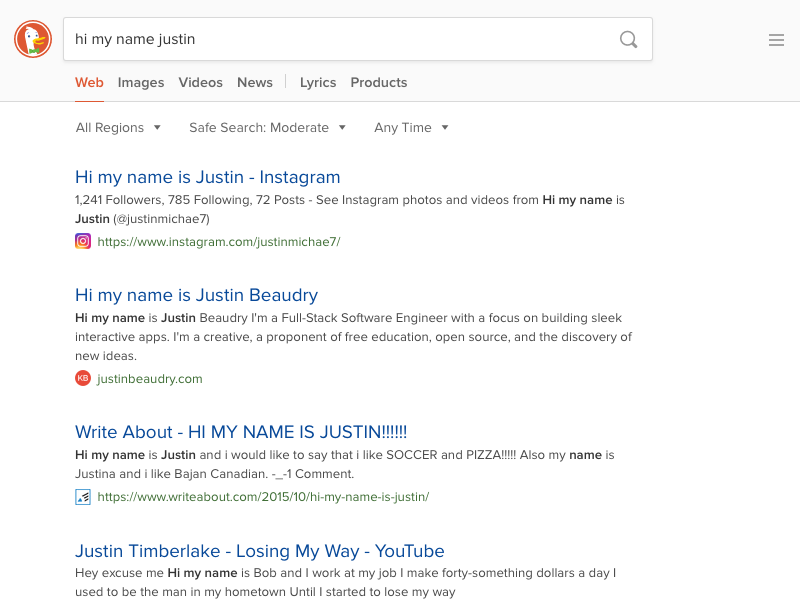 hi my name justin
Web Images Videos News Lyrics Products
All Regions Safe Search: Moderate Any Time
Hi my name is Justin - Instagram
1,241 Followers, 785 Following, 72 Posts - See Instagram photos and videos from Hi my name is
Justin (@justinmichae7)
https://www.instagram.com/justinmichae7/
Hi my name is Justin Beaudry
Hi my name is Justin Beaudry I'm a Full-Stack Software Engineer with a focus on building sleek
interactive apps. I'm a creative, a proponent of free education, open source, and the discovery of
new ideas.
KB justinbeaudry.com
Write About - HI MY NAME IS JUSTIN!!!!!!
Hi my name is Justin and i would like to say that i like SOCCER and PIZZA!!!!! Also my name is
Justina and i like Bajan Canadian. -_-1 Comment.
https://www.writeabout.com/2015/10/hi-my-name-is-justin/
Justin Timberlake - Losing My Way - YouTube
Hey excuse me Hi my name is Bob and I work at my job I make forty-something dollars a day I
used to be the man in my hometown Until I started to lose my way